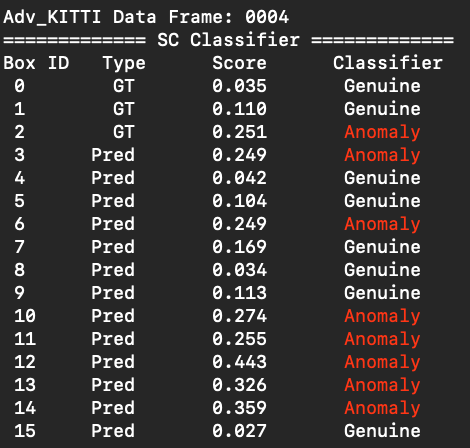 Adv_KITTI Data Frame: 0004
============= SC Classifier =============
Box ID Type Score Classifier
0 GT 0.035 Genuine
1 GT 0.110 Genuine
2 GT 0.251 Anomaly
3 Pred 0.249 Anomaly
4 Pred 0.042 Genuine
5 Pred 0.104 Genuine
6 Pred 0.249 Anomaly
7 Pred 0.169 Genuine
8 Pred 0.034 Genuine
9 Pred 0.113 Genuine
10 Pred 0.274 Anomaly
11 Pred 0.255 Anomaly
12 Pred 0.443 Anomaly
13 Pred 0.326 Anomaly
14 Pred 0.359 Anomaly
15 Pred 0.027 Genuine